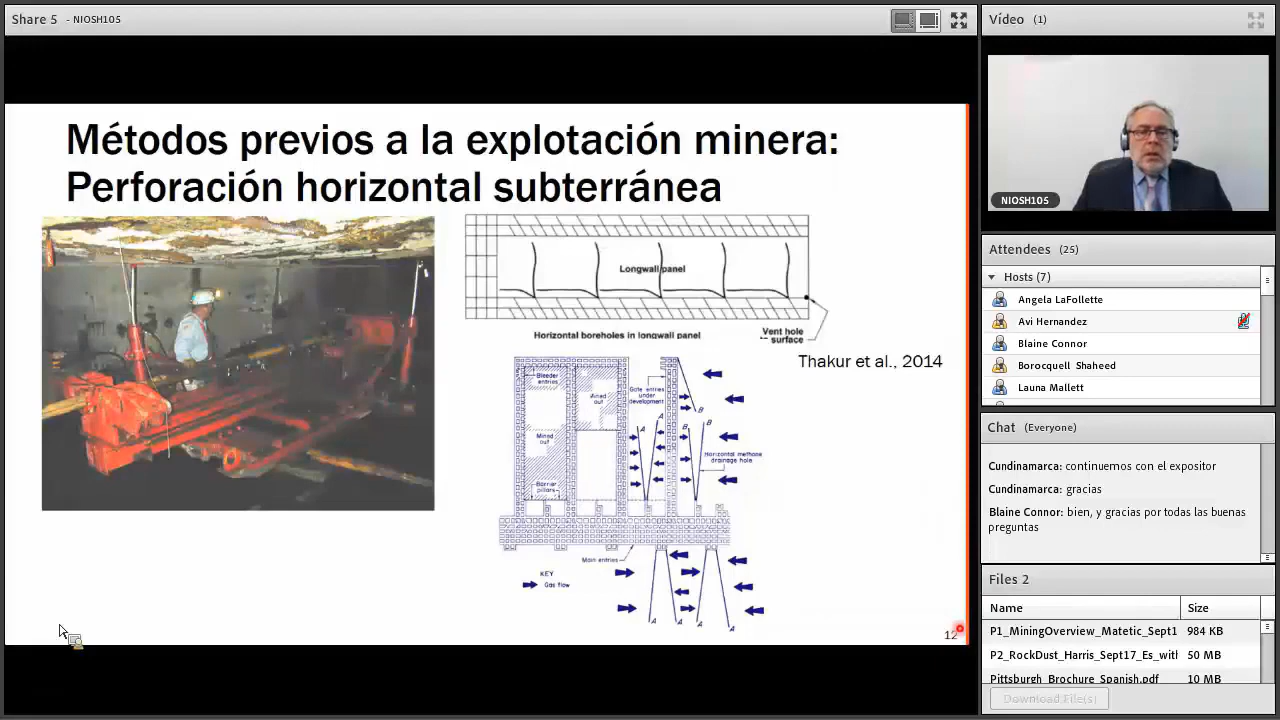 Share 5 - NIOSH105
Métodos previos a la explotación minera:
Perforación horizontal subterránea
Longwall panel
Horizontal boreholes in longwall panel
Vent hole
surface
Thakur et al., 2014
Bleeder
entries
Mined
out
Gate entries
under
development
Mined
out
Barrier
pillars
A
B
A
B
B
Horizontal methane
drainage hole
Main entries
KEY
Gas flow
A
A
A
A
12
Vídeo (1)
NIOSH105
Attendees (25)
Hosts (7)
Angela LaFollette
Avi Hernandez
Blaine Connor
Borocquell Shaheed
Launa Mallett
Chat (Everyone)
Cundinamarca: continuemos con el expositor
Cundinamarca: gracias
Blaine Connor: bien, y gracias por todas las buenas
preguntas
Files 2
Name Size
P1_MiningOverview_Matetic_Sept1 984 KB
P2_RockDust_Harris_Sept17_Es_with 50 MB
Pittsburgh_Brochure_Spanish.pdf 10 MB
Download File(s)